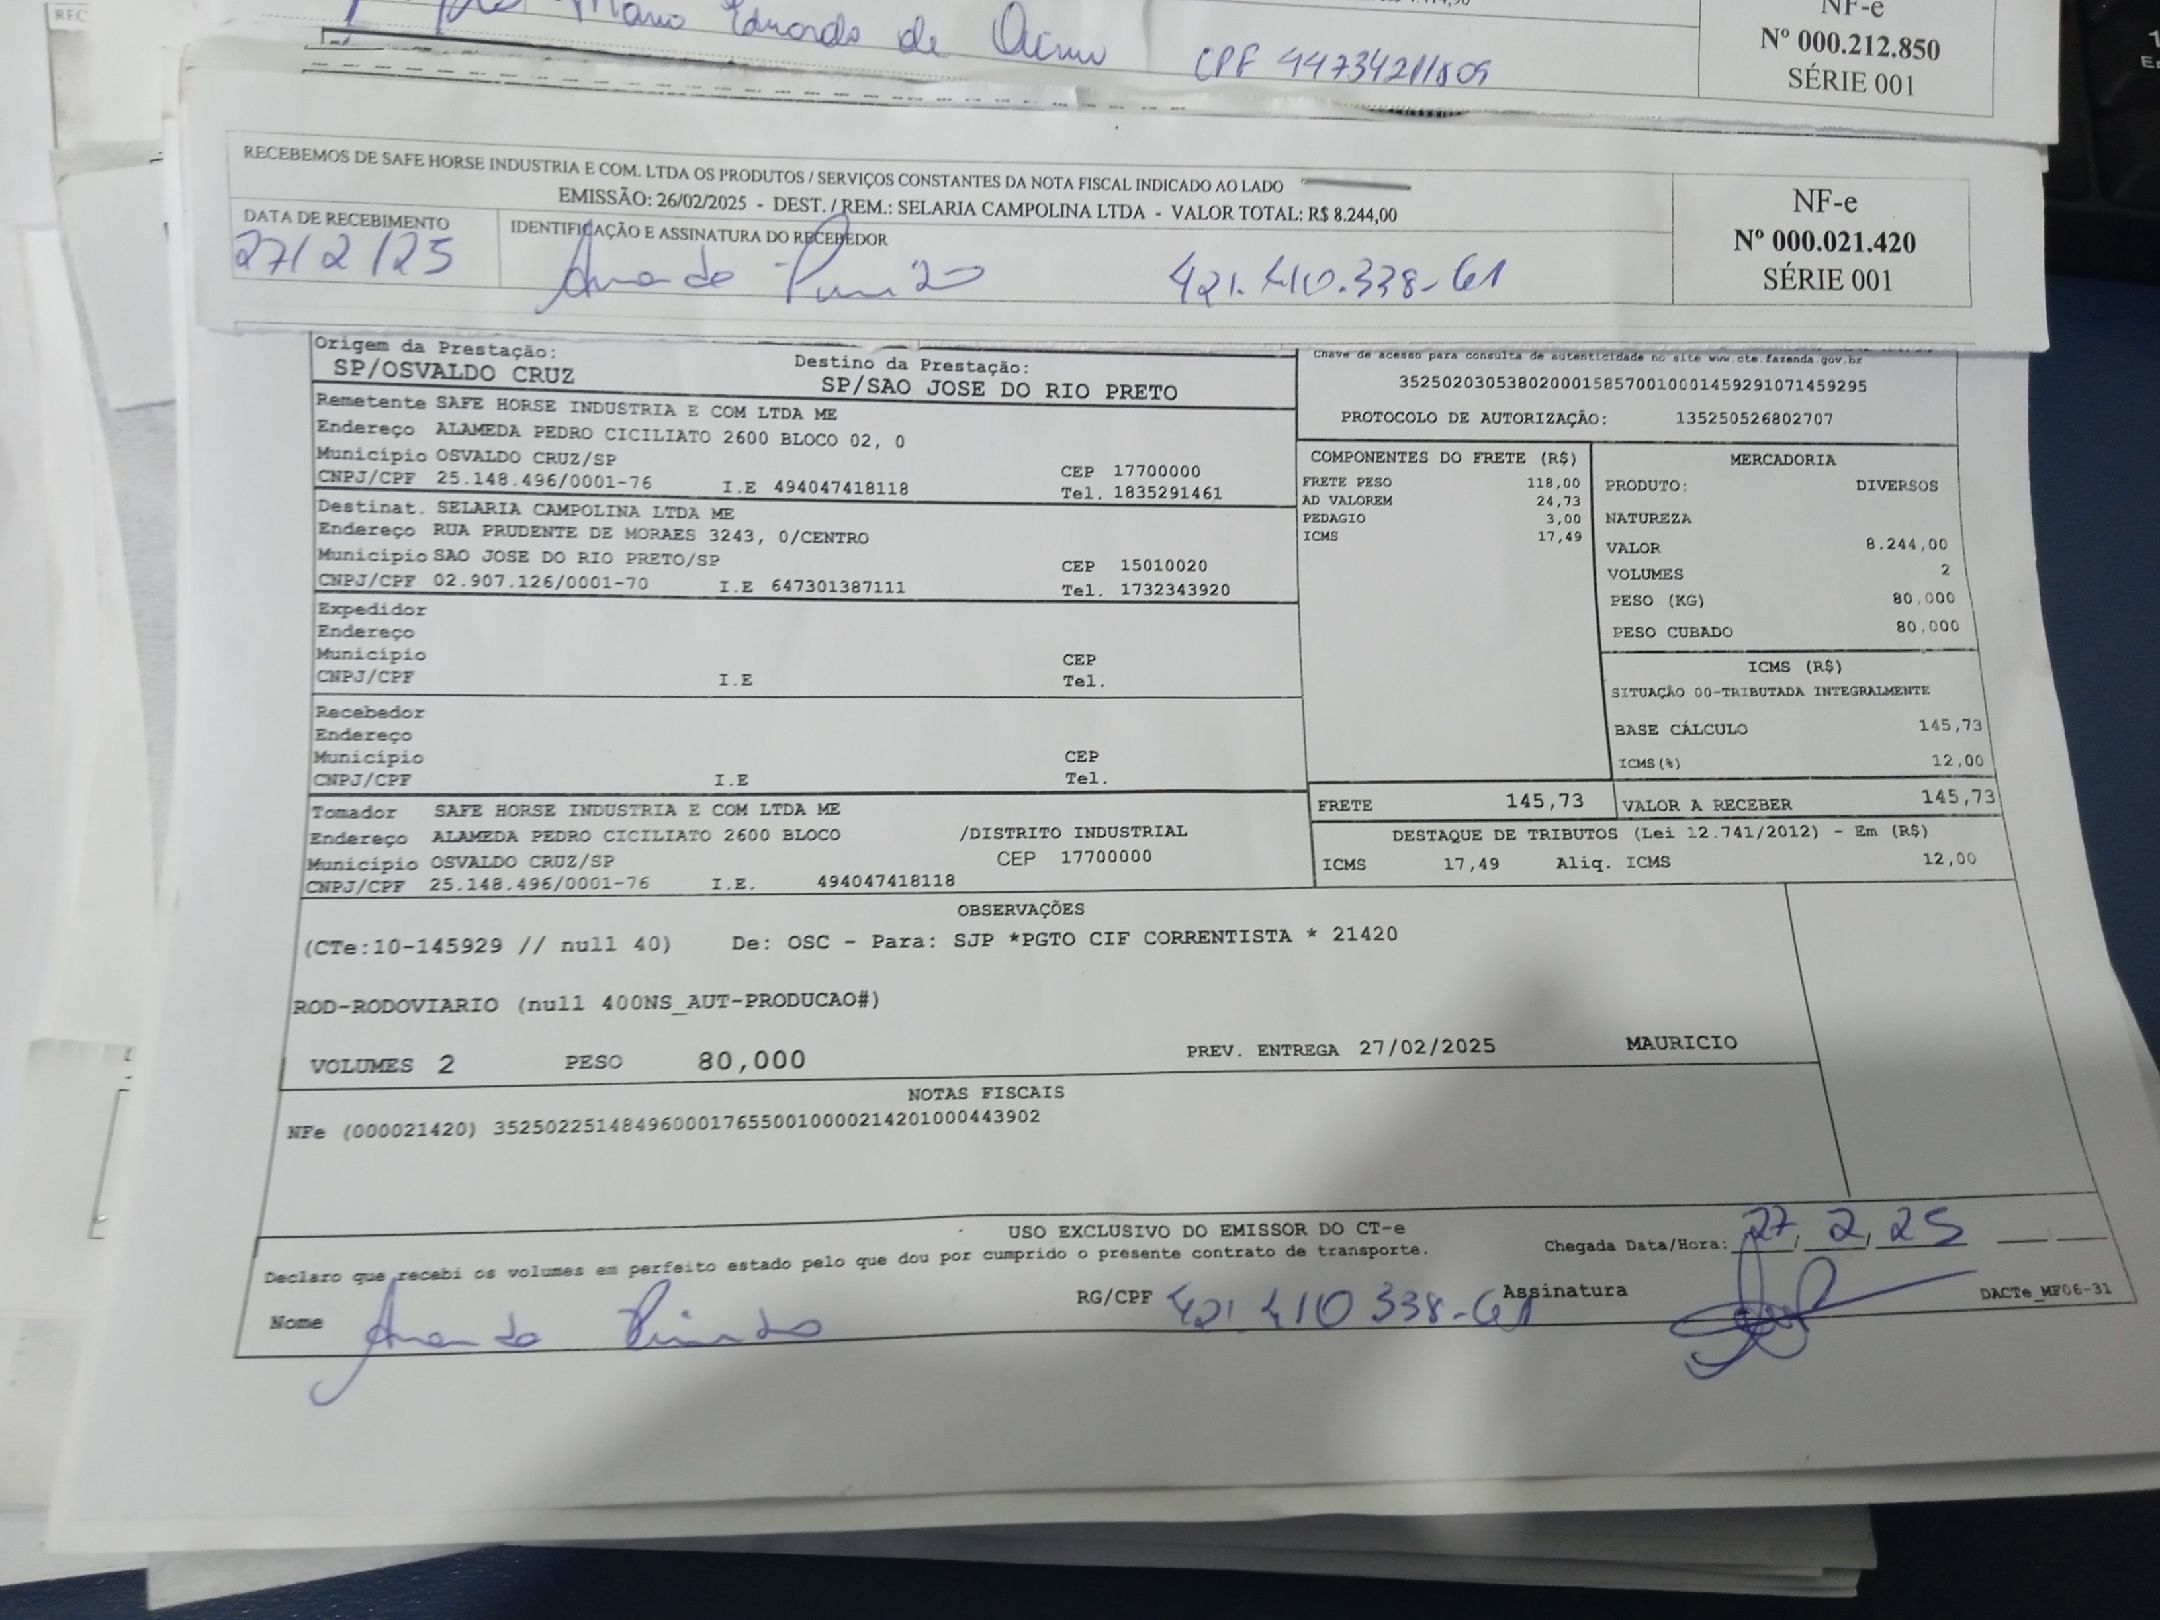 Eduardo de
CPF 44734211809
NF-e
Nº 000.212.850
SÉRIE 001
RECEBEMOS DE SAFE HORSE INDUSTRIA E COM. LTDA OS PRODUTOS / SERVIÇOS CONSTANTES DA NOTA FISCAL INDICADO AO LADO
EMISSÃO: 26/02/2025 - DEST. / REM.: SELARIA CAMPOLINA LTDA - VALOR TOTAL: R$ 8.244,00
DATA DE RECEBIMENTO
27/2/25
IDENTIFICAÇÃO E ASSINATURA DO RECEBEDOR
421.410.338-61
NF-e
Nº 000.021.420
SÉRIE 001
Origem da Prestação:
SP/OSVALDO CRUZ
Destino da Prestação:
SP/SAO JOSE DO RIO PRETO
Remetente SAFE HORSE INDUSTRIA E COM LTDA ME
Endereço ALAMEDA PEDRO CICILIATO 2600 BLOCO 02, 0
Município OSVALDO CRUZ/SP CEP 17700000
CNPJ/CPF 25.148.496/0001-76 I.E 494047418118 Tel. 1835291461
Destinat. SELARIA CAMPOLINA LTDA ME
Endereço RUA PRUDENTE DE MORAES 3243, 0/CENTRO
Município SAO JOSE DO RIO PRETO/SP CEP 15010020
CNPJ/CPF 02.907.126/0001-70 I.E 647301387111 Tel. 1732343920
Expedidor
Endereço
Município CEP
CNPJ/CPF I.E Tel.
Recebedor
Endereço
Município CEP
CNPJ/CPF I.E Tel.
Tomador SAFE HORSE INDUSTRIA E COM LTDA ME
Endereço ALAMEDA PEDRO CICILIATO 2600 BLOCO /DISTRITO INDUSTRIAL
Município OSVALDO CRUZ/SP CEP 17700000
CNPJ/CPF 25.148.496/0001-76 I.E. 494047418118
Chave de acesso para consulta de autenticidade no site www.cte.fazenda.gov.br
35250203053802000158570010001459291071459295
PROTOCOLO DE AUTORIZAÇÃO: 135250526802707
COMPONENTES DO FRETE (R$)
FRETE PESO 118,00
AD VALOREM 24,73
PEDAGIO 3,00
ICMS 17,49
MERCADORIA
PRODUTO: DIVERSOS
NATUREZA
VALOR 8.244,00
VOLUMES 2
PESO (KG) 80,000
PESO CUBADO 80,000
ICMS (R$)
SITUAÇÃO 00-TRIBUTADA INTEGRALMENTE
BASE CÁLCULO 145,73
ICMS(%) 12,00
FRETE 145,73
VALOR A RECEBER 145,73
DESTAQUE DE TRIBUTOS (Lei 12.741/2012) - Em (R$)
ICMS 17,49 Aliq. ICMS 12,00
OBSERVAÇÕES
(CTe:10-145929 // null 40) De: OSC - Para: SJP *PGTO CIF CORRENTISTA * 21420
ROD-RODOVIARIO (null 400NS_AUT-PRODUCAO#)
VOLUMES 2 PESO 80,000 PREV. ENTREGA 27/02/2025 MAURICIO
NOTAS FISCAIS
NFe (000021420) 35250225148496000176550010000214201000443902
USO EXCLUSIVO DO EMISSOR DO CT-e
Declaro que recebi os volumes em perfeito estado pelo que dou por cumprido o presente contrato de transporte.
Chegada Data/Hora: 27, 2, 25
Nome
RG/CPF 421.410 338-61
Assinatura
DACTe_MF06-31